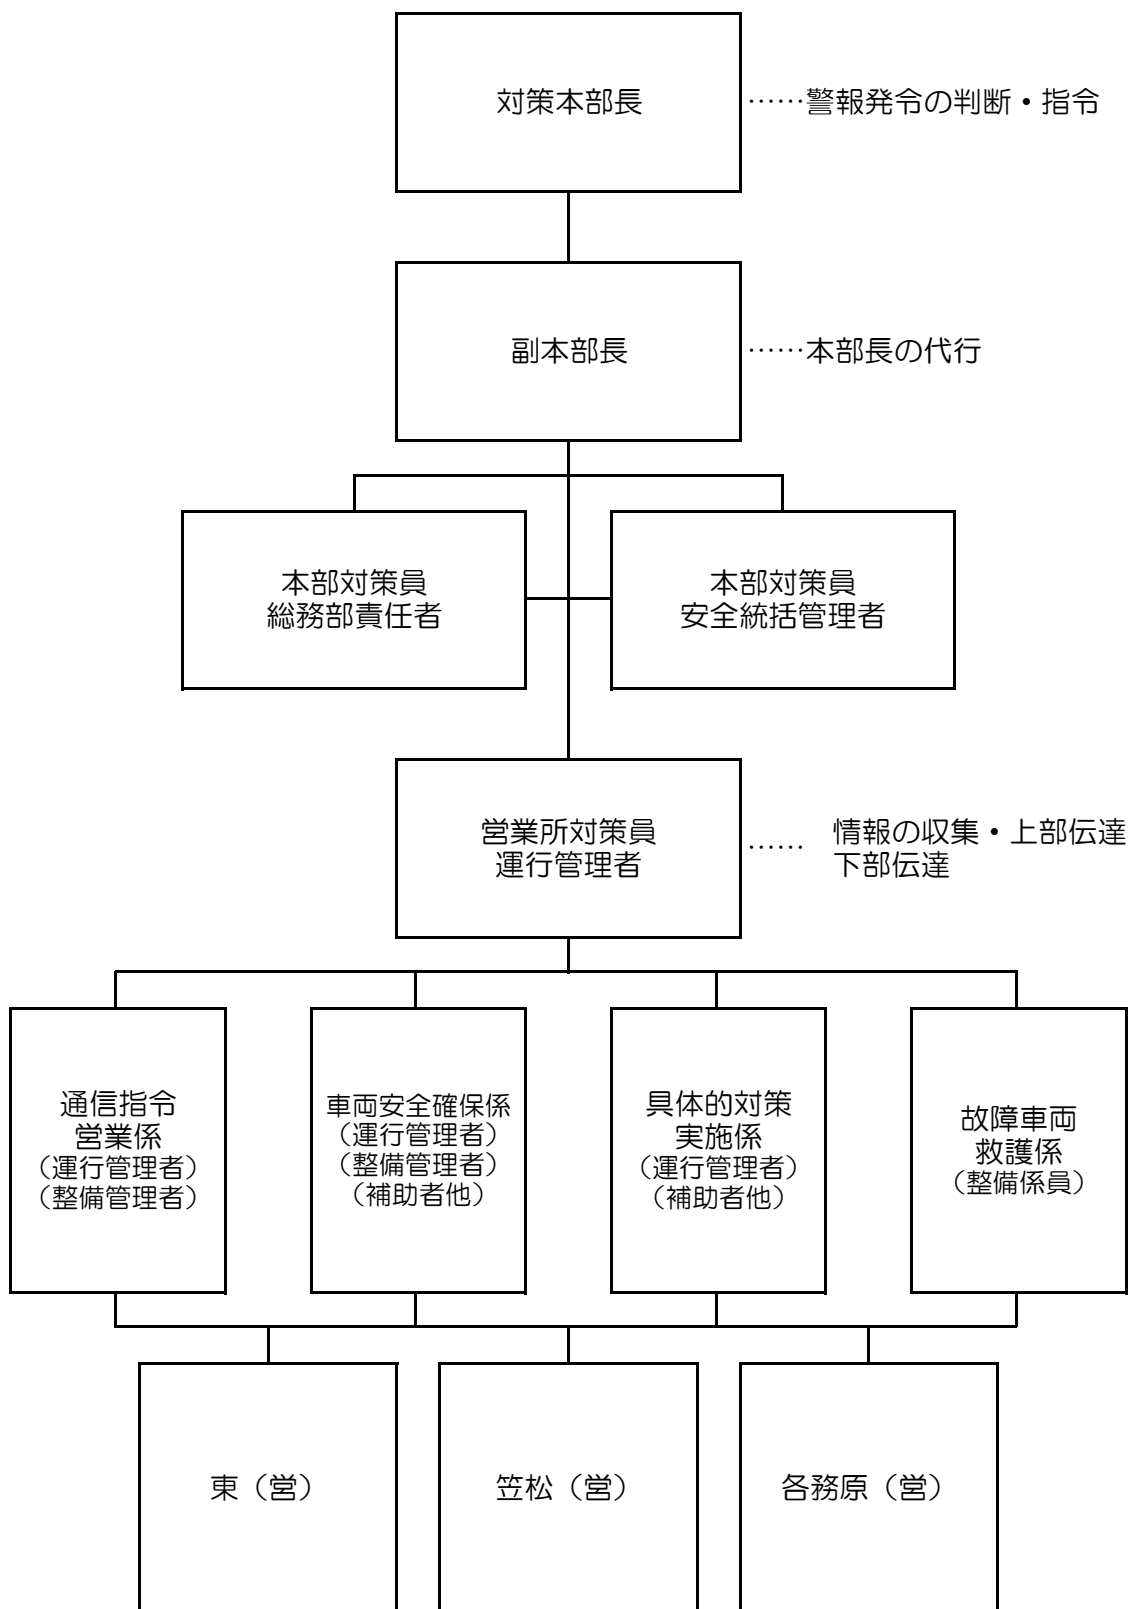 対策本部長
……警報発令の判断・指令
副本部長
……本部長の代行
本部対策員
総務部責任者
本部対策員
安全統括管理者
営業所対策員
運行管理者
……
情報の収集・上部伝達
下部伝達
通信指令
営業係
（運行管理者）
（整備管理者）
車両安全確保係
（運行管理者）
（整備管理者）
（補助者他）
具体的対策
実施係
（運行管理者）
（補助者他）
故障車両
救護係
（整備係員）
東（営）
笠松（営）
各務原（営）